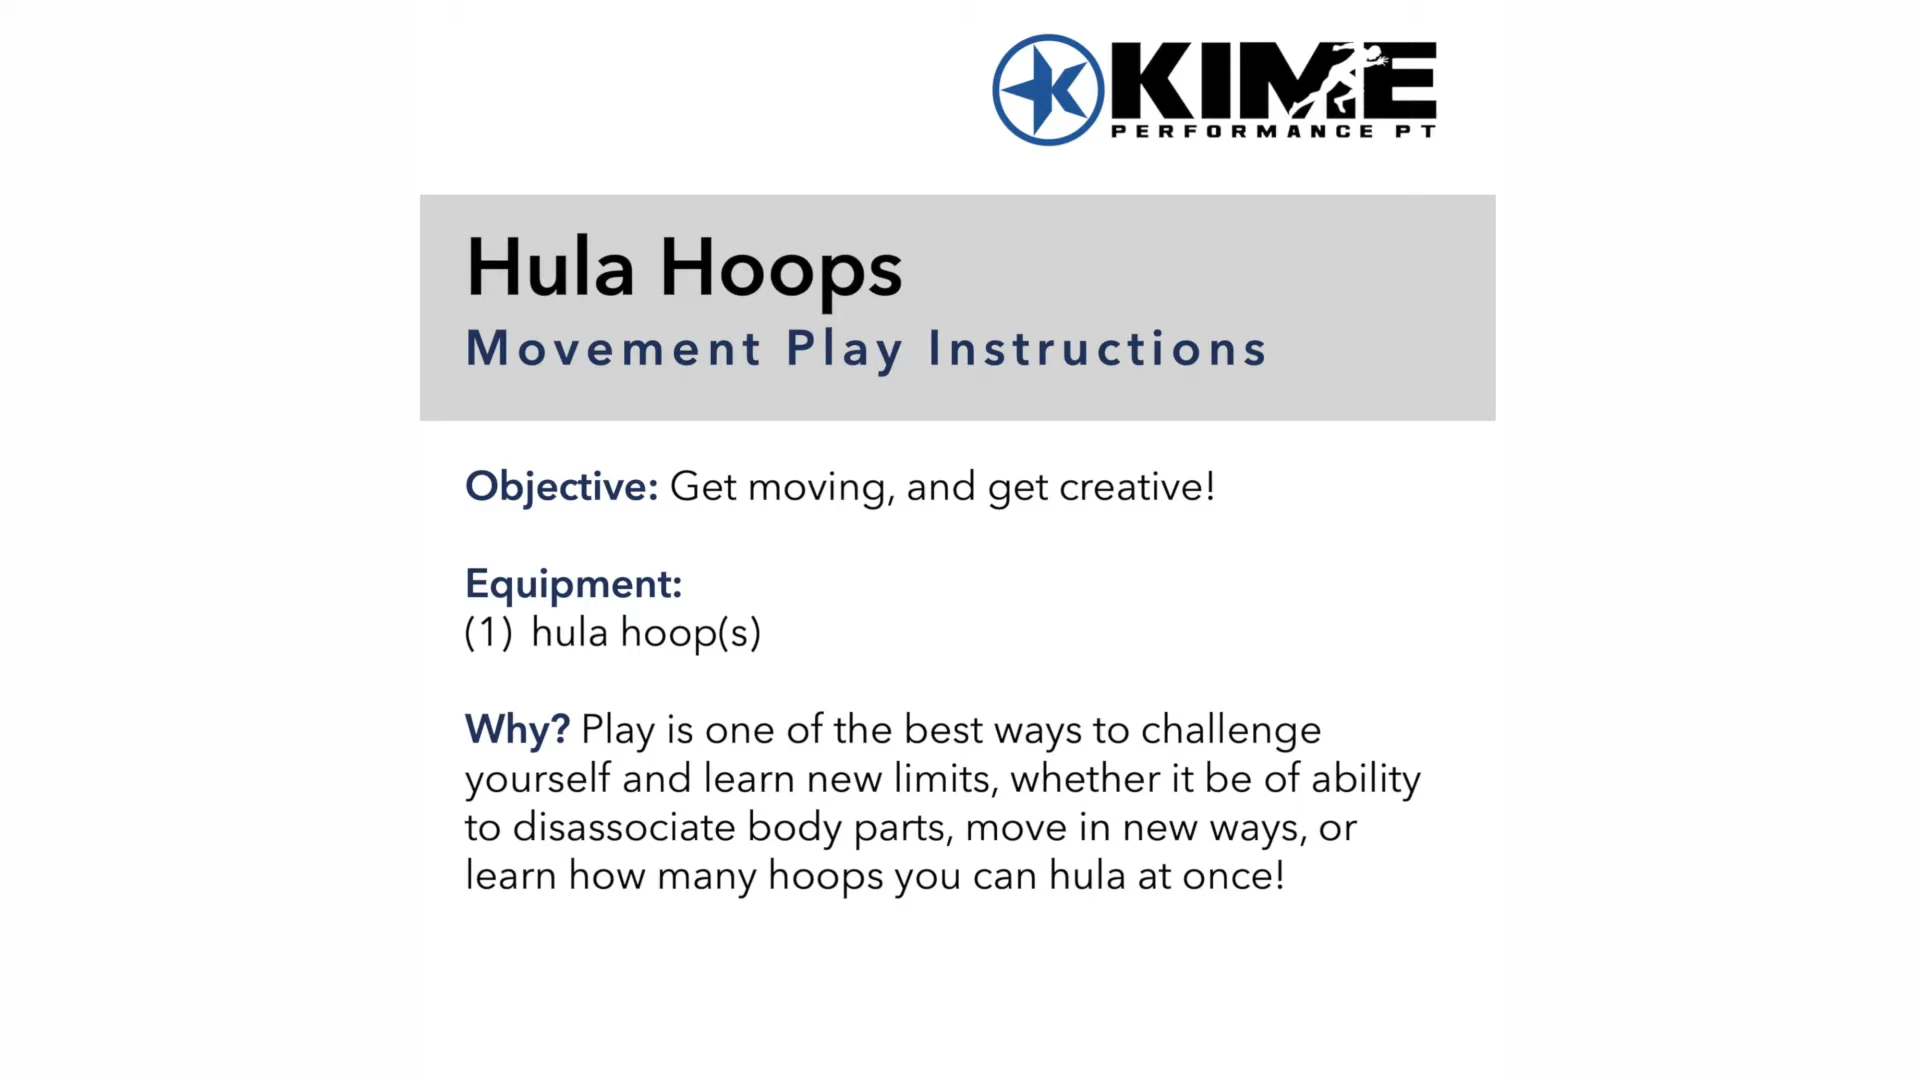 KIME
PERFORMANCE PT
Hula Hoops
Movement Play Instructions
Objective: Get moving, and get creative!
Equipment:
(1) hula hoop(s)
Why? Play is one of the best ways to challenge
yourself and learn new limits, whether it be of ability
to disassociate body parts, move in new ways, or
learn how many hoops you can hula at once!